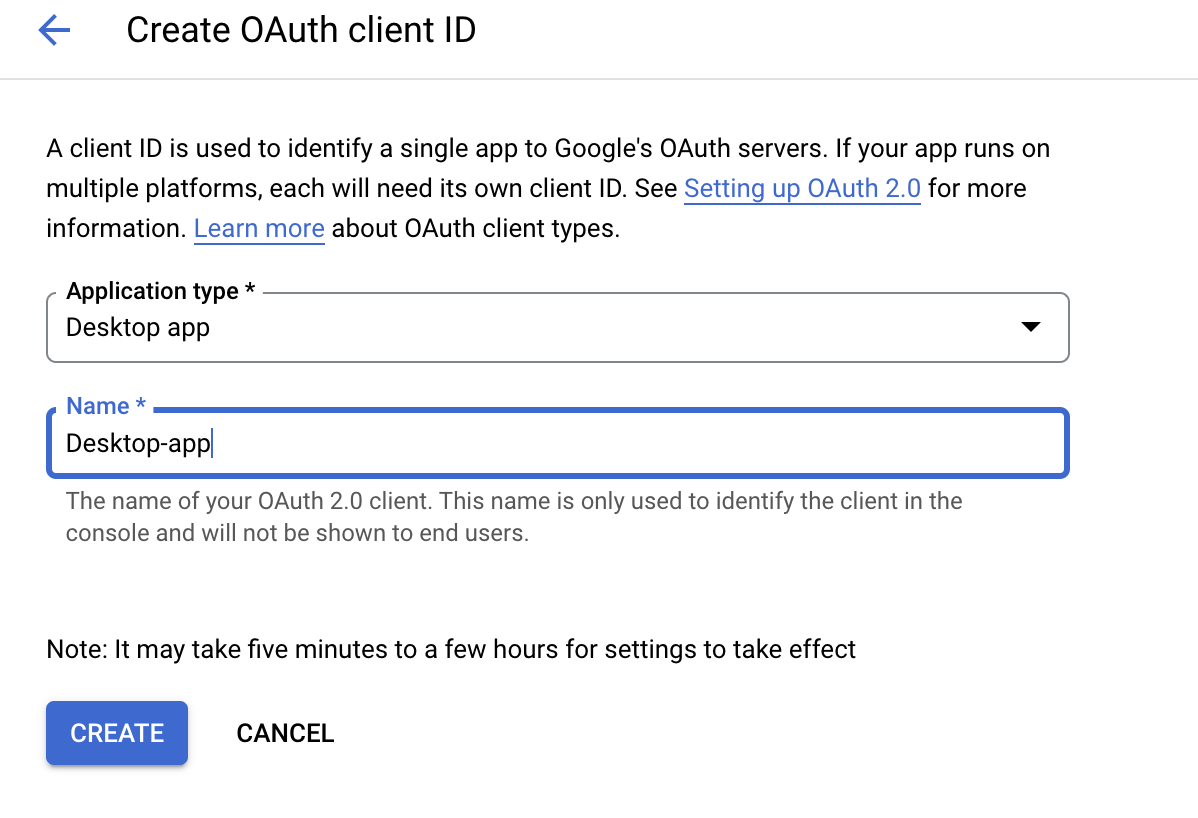 Create OAuth client ID
A client ID is used to identify a single app to Google's OAuth servers. If your app runs on
multiple platforms, each will need its own client ID. See Setting up OAuth 2.0 for more
information. Learn more about OAuth client types.
Application type *
Desktop app
Name *
Desktop-app
The name of your OAuth 2.0 client. This name is only used to identify the client in the
console and will not be shown to end users.
Note: It may take five minutes to a few hours for settings to take effect
CREATE CANCEL